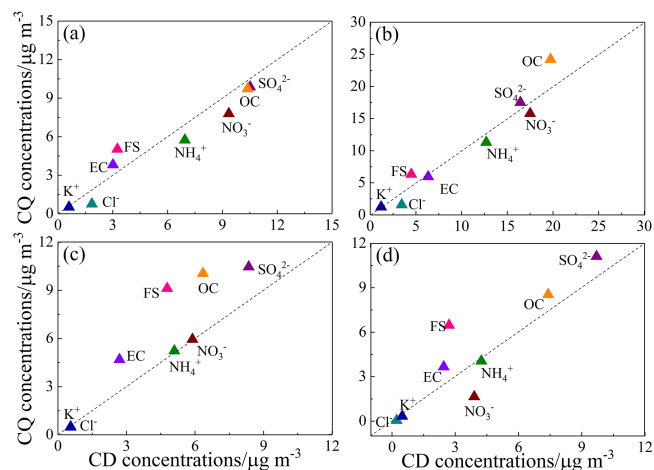 CQ concentrations/μg m-3
CQ concentrations/μg m-3
CD concentrations/μg m-3
CD concentrations/μg m-3
(a)
15
12
9
6
3
0
0 3 6 9 12 15
SO₄²⁻
OC
NO₃⁻
NH₄⁺
FS
EC
K⁺
Cl⁻
(b)
30
25
20
15
10
5
0
0 5 10 15 20 25 30
OC
SO₄²⁻
NO₃⁻
NH₄⁺
FS
EC
K⁺
Cl⁻
(c)
12
9
6
3
0
0 3 6 9 12
SO₄²⁻
OC
FS
NO₃⁻
EC
NH₄⁺
K⁺
Cl⁻
(d)
12
9
6
3
0
0 3 6 9 12
SO₄²⁻
OC
FS
EC
NH₄⁺
NO₃⁻
K⁺
Cl⁻